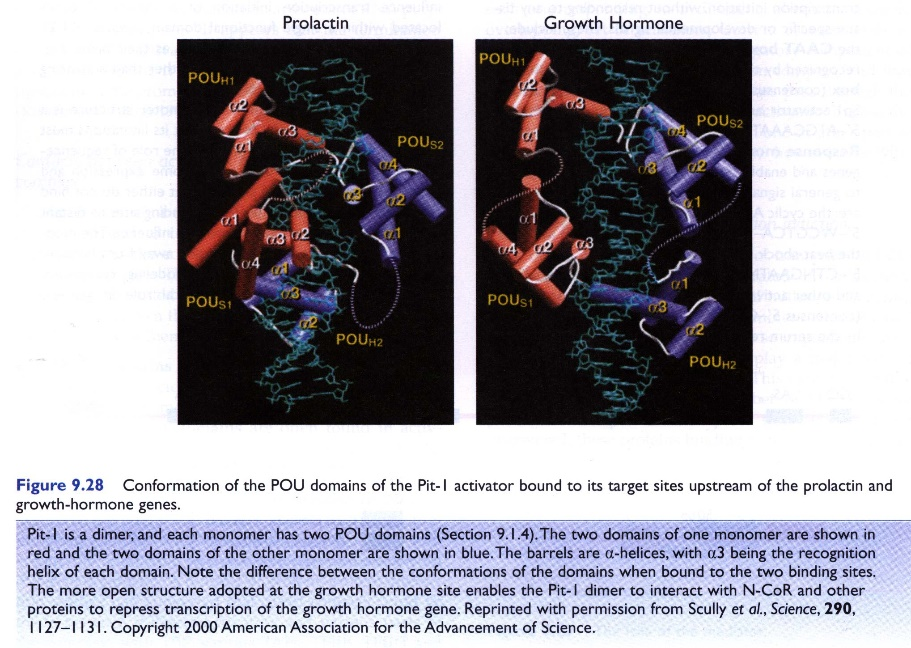 Prolactin
Growth Hormone
POUH1
α2
α3
α1
POUS2
α4
α3
α2
α1
α1
α3
α2
α4
α1
α3
α2
POUS1
POUH2
POUH1
α2
α3
α1
POUS2
α4
α3
α2
α1
α1
α4
α2
α3
POUS1
α1
α3
α2
POUH2
Figure 9.28 Conformation of the POU domains of the Pit-1 activator bound to its target sites upstream of the prolactin and
growth-hormone genes.
Pit-1 is a dimer, and each monomer has two POU domains (Section 9.1.4). The two domains of one monomer are shown in
red and the two domains of the other monomer are shown in blue. The barrels are α-helices, with α3 being the recognition
helix of each domain. Note the difference between the conformations of the domains when bound to the two binding sites.
The more open structure adopted at the growth hormone site enables the Pit-1 dimer to interact with N-CoR and other
proteins to repress transcription of the growth hormone gene. Reprinted with permission from Scully et al., Science, 290,
1127–1131. Copyright 2000 American Association for the Advancement of Science.